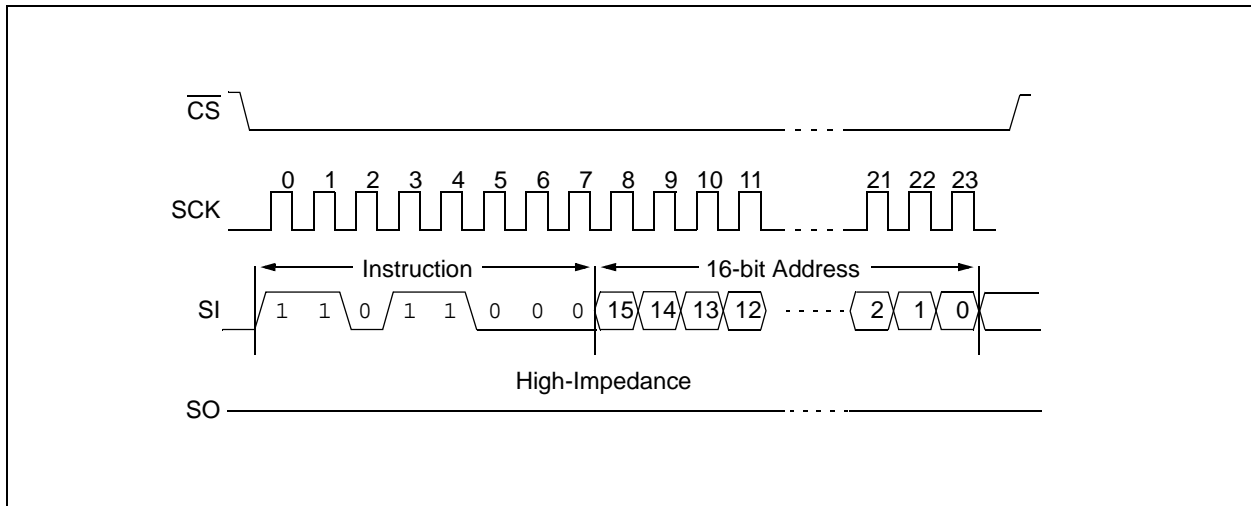 CS
0 1 2 3 4 5 6 7 8 9 10 11 21 22 23
SCK
Instruction 16-bit Address
SI 1 1 0 1 1 0 0 0 15 14 13 12 2 1 0
High-Impedance
SO